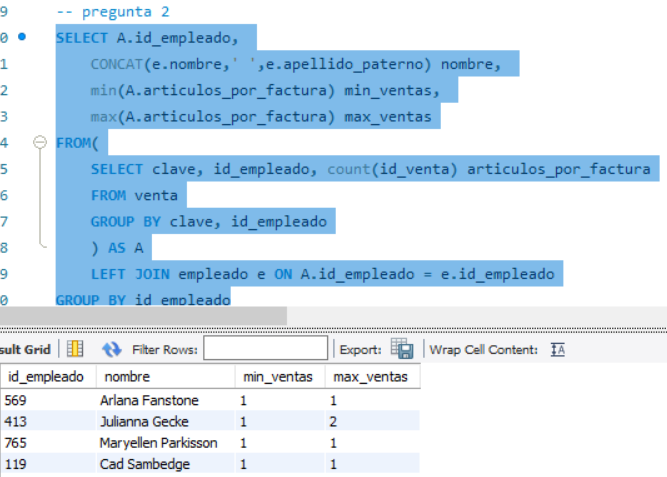 9 -- pregunta 2
0 SELECT A.id_empleado,
1 CONCAT(e.nombre,' ',e.apellido_paterno) nombre,
2 min(A.articulos_por_factura) min_ventas,
3 max(A.articulos_por_factura) max_ventas
4 FROM(
5 SELECT clave, id_empleado, count(id_venta) articulos_por_factura
6 FROM venta
7 GROUP BY clave, id_empleado
8 ) AS A
9 LEFT JOIN empleado e ON A.id_empleado = e.id_empleado
0 GROUP BY id_empleado
sult Grid Filter Rows: Export: Wrap Cell Content: IA
id_empleado nombre min_ventas max_ventas
569 Arlana Fanstone 1 1
413 Julianna Gecke 1 2
765 Maryellen Parkisson 1 1
119 Cad Sambedge 1 1